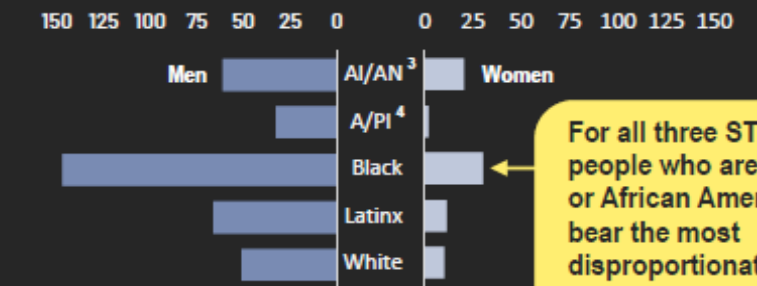 150 125 100 75 50 25 0 0 25 50 75 100 125 150
Men AI/AN ³ Women
A/PI ⁴
Black
Latinx
White
For all three ST
people who are
or African Amer
bear the most
disproportionat